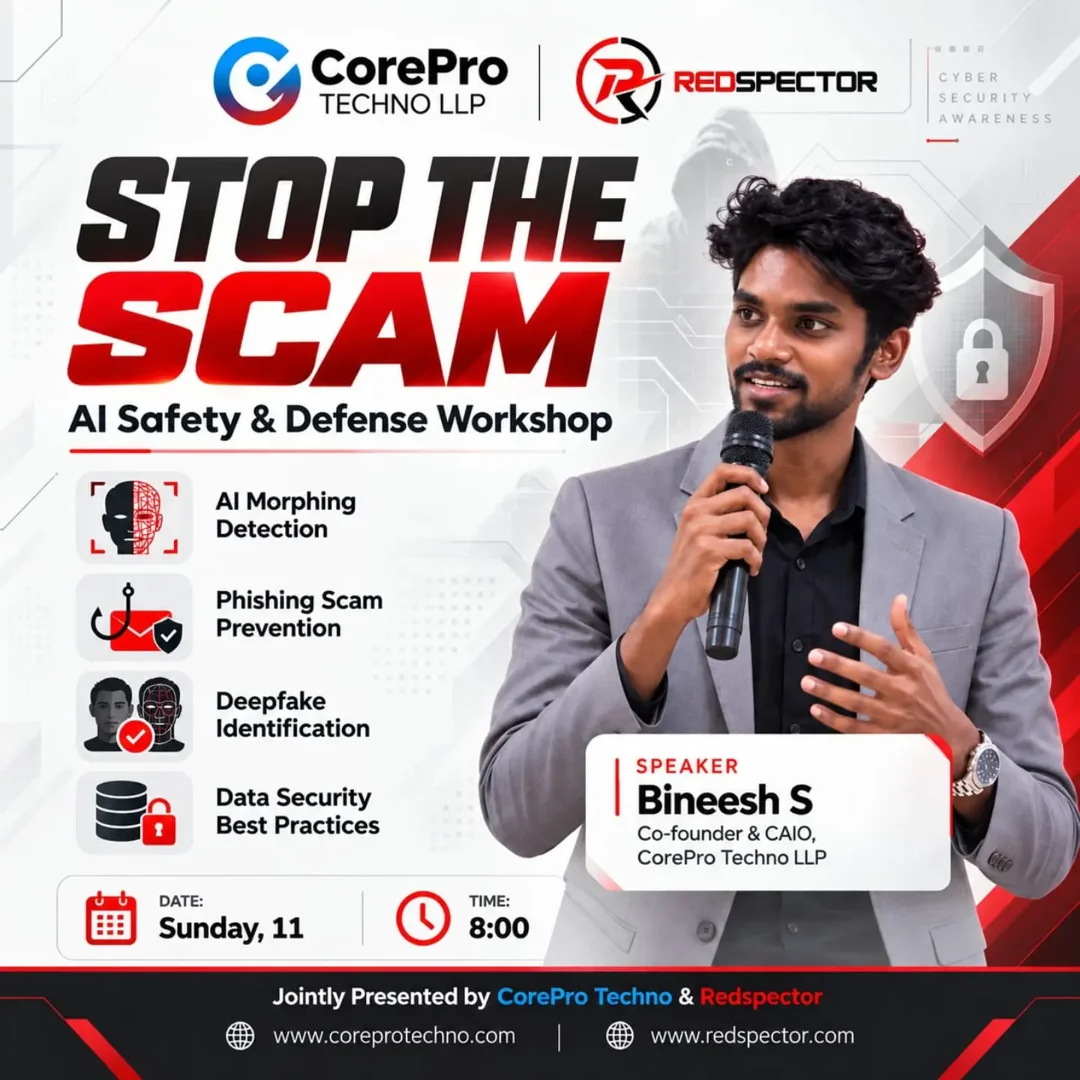 CorePro
TECHNO LLP
REDSPECTOR
CYBER
SECURITY
AWARENESS
STOP THE
SCAM
AI Safety & Defense Workshop
AI Morphing
Detection
Phishing Scam
Prevention
Deepfake
Identification
Data Security
Best Practices
SPEAKER
Bineesh S
Co-founder & CAIO,
CorePro Techno LLP
DATE:
Sunday, 11
TIME:
8:00
Jointly Presented by CorePro Techno & Redspector
www.coreprotechno.com
www.redspector.com